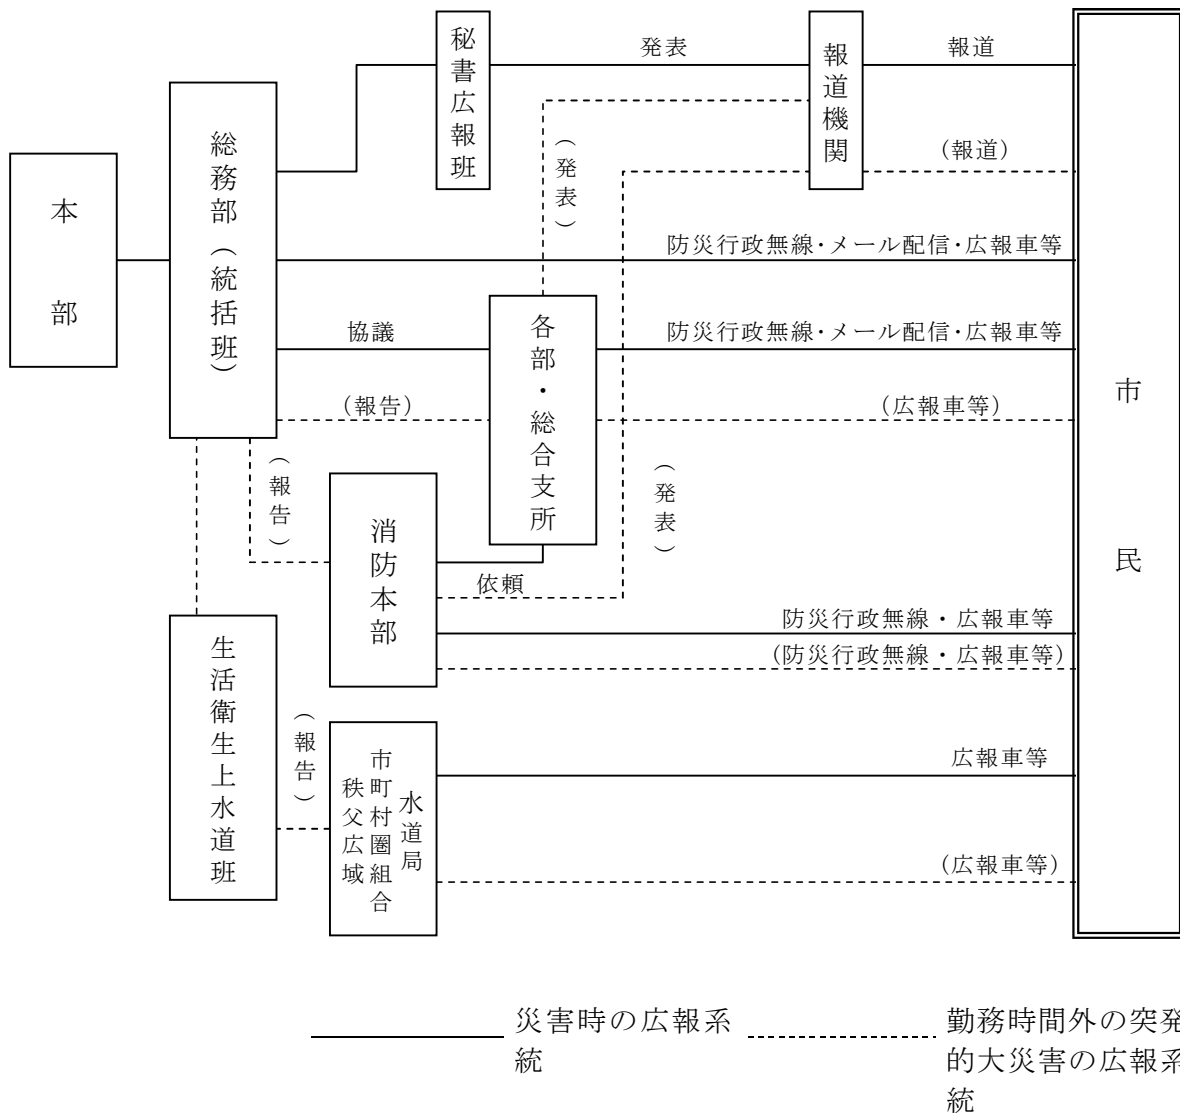 本部
総務部（統括班）
秘書広報班
発表
報道機関
報道
（発表）
（報道）
防災行政無線・メール配信・広報車等
協議
各部・総合支所
防災行政無線・メール配信・広報車等
（報告）
（広報車等）
（報告）
消防本部
依頼
（発表）
防災行政無線・広報車等
（防災行政無線・広報車等）
生活衛生上水道班
（報告）
秩父広域
市町村圏組合
水道局
広報車等
（広報車等）
市民
災害時の広報系
統
勤務時間外の突発
的大災害の広報系
統